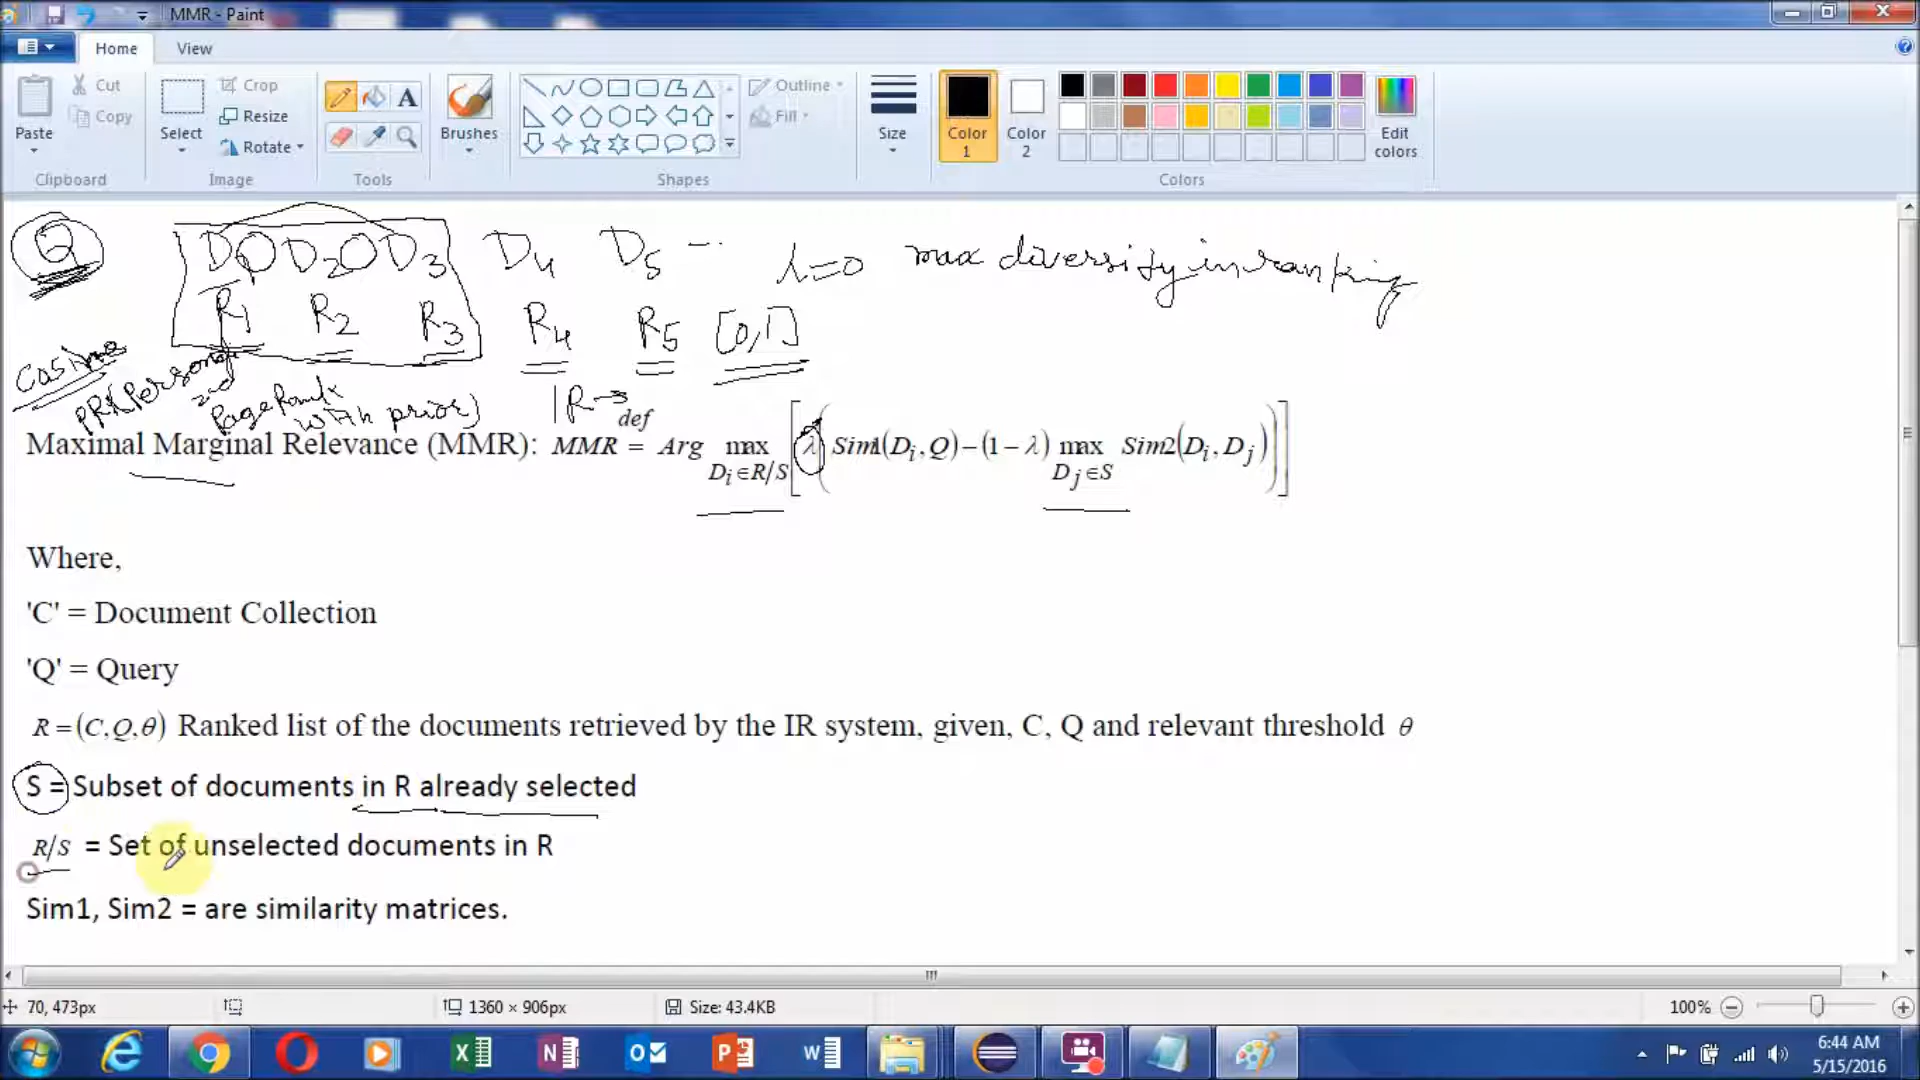 MMR - Paint
Home View
Paste Cut Copy Clipboard
Select Crop Resize Rotate Image
Tools
Brushes
Shapes Outline Fill
Size
Color 1 Color 2 Edit colors Colors
Q D1 D2 D3 D4 D5 -- λ=0 max diversity in ranking
R1 R2 R3 R4 R5 [0,1]
Cosine
PRP (Personalized PageRank with prior) IR→
Maximal Marginal Relevance (MMR): MMR def= Arg max Di∈R/S [λ(Sim1(Di,Q)−(1−λ) max Dj∈S Sim2(Di,Dj))]
Where,
'C' = Document Collection
'Q' = Query
R=(C,Q,θ) Ranked list of the documents retrieved by the IR system, given, C, Q and relevant threshold θ
S = Subset of documents in R already selected
R/S = Set of unselected documents in R
Sim1, Sim2 = are similarity matrices.
70, 473px 1360 × 906px Size: 43.4KB 100%
6:44 AM
5/15/2016